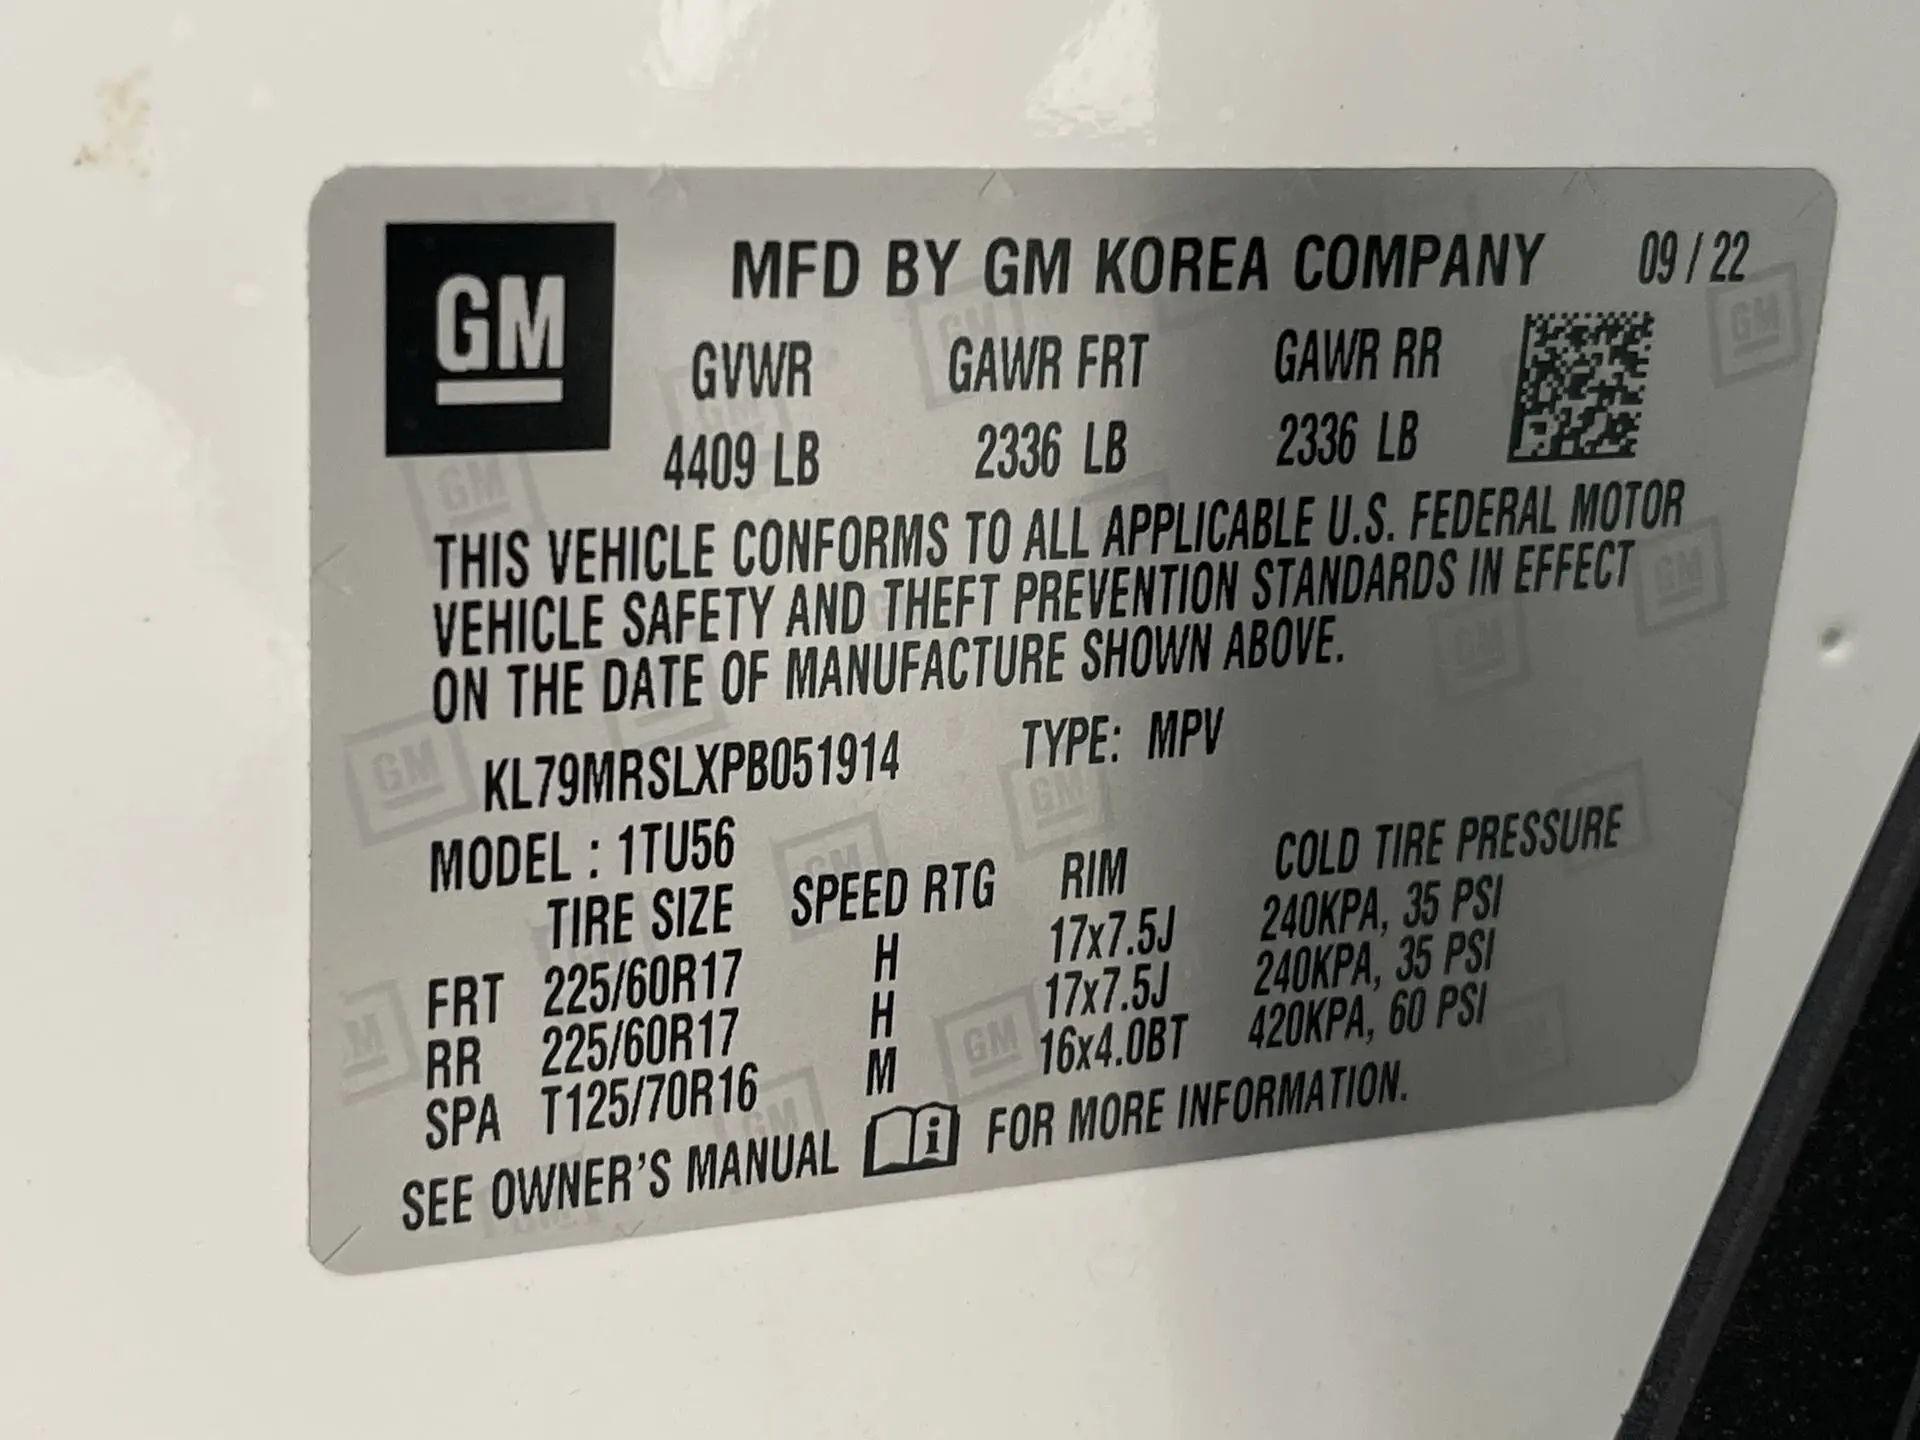 GM
MFD BY GM KOREA COMPANY 09 / 22
GVWR GAWR FRT GAWR RR
4409 LB 2336 LB 2336 LB
THIS VEHICLE CONFORMS TO ALL APPLICABLE U.S. FEDERAL MOTOR
VEHICLE SAFETY AND THEFT PREVENTION STANDARDS IN EFFECT
ON THE DATE OF MANUFACTURE SHOWN ABOVE.
KL79MRSLXPB051914 TYPE: MPV
MODEL : 1TU56
TIRE SIZE SPEED RTG RIM COLD TIRE PRESSURE
FRT 225/60R17 H 17x7.5J 240KPA, 35 PSI
RR 225/60R17 H 17x7.5J 240KPA, 35 PSI
SPA T125/70R16 M 16x4.0BT 420KPA, 60 PSI
SEE OWNER'S MANUAL i FOR MORE INFORMATION.